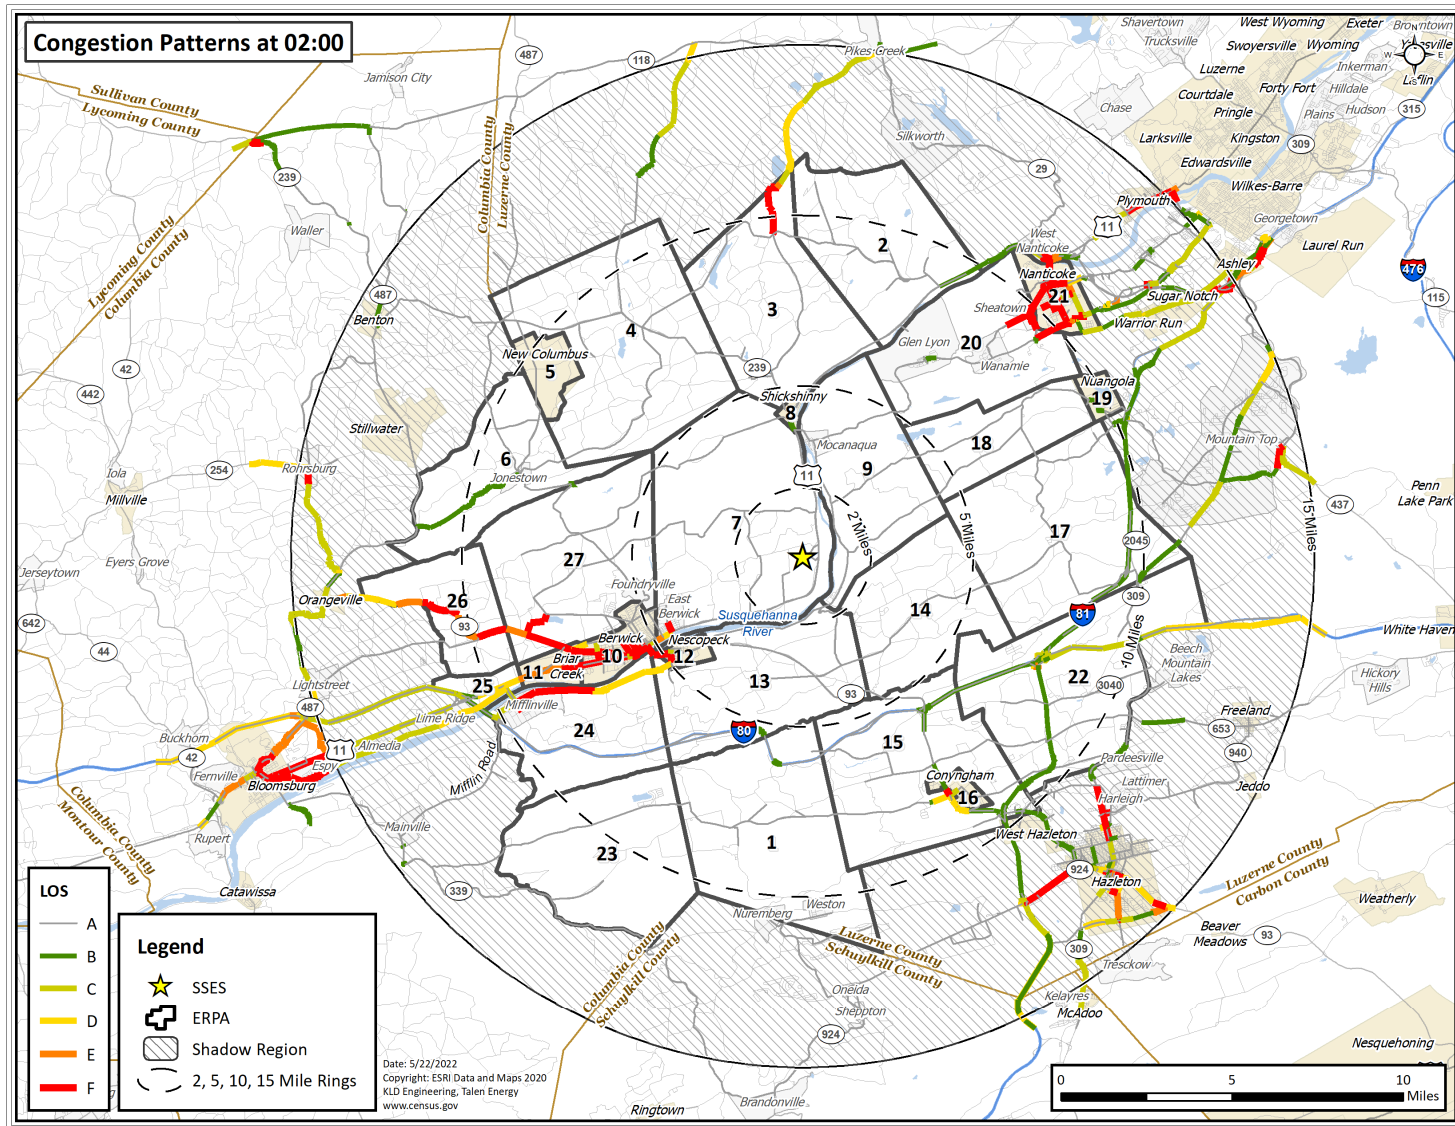 Congestion Patterns at 02:00
Sullivan County
Lycoming County
Lycoming County
Columbia County
Columbia County
Luzerne County
Jamison City
487
118
Pikes Creek
Shavertown
Trucksville
West Wyoming
Exeter
Swoyersville
Wyoming
Luzerne
Inkerman
Courtdale
Forty Fort
Hilldale
Laflin
Chase
Pringle
Plains
Hudson
315
Larksville
Kingston
309
Silkworth
Edwardsville
29
Wilkes-Barre
239
Plymouth
Georgetown
Waller
11
West
Nanticoke
Laurel Run
2
Ashley
476
Nanticoke
21
487
Sugar Notch
115
Benton
3
Sheatown
Warrior Run
4
20
Glen Lyon
New Columbus
5
Wanamie
42
239
Nuangola
19
442
Shickshinny
8
Stillwater
Mocanaqua
18
Mountain Top
6
9
254
Rohrsburg
11
Iola
Jonestown
Penn
Lake Park
Millville
437
7
2 Miles
5 Miles
15 Miles
17
2045
Eyers Grove
27
Jerseytown
Foundryville
309
Orangeville
26
East
Berwick
14
81
Susquehanna
River
642
93
10 Miles
White Haven
Berwick
Nescopeck
44
Briar
Creek
10
12
Beech
Mountain
Lakes
11
22
Hickory
Hills
25
13
93
3040
Lightstreet
487
Mifflinville
Lime Ridge
Freeland
24
80
653
Buckhorn
11
Almedia
15
940
42
Espy
Mifflin Road
Pardeesville
Fernville
Conyngham
Lattimer
Bloomsburg
16
Harleigh
Jeddo
Columbia County
Montour County
Mainville
West Hazleton
Rupert
1
23
Luzerne County
Carbon County
924
Hazleton
Catawissa
339
Weatherly
Weston
Nuremberg
Beaver
Meadows
93
Luzerne County
Schuylkill County
309
Columbia County
Schuylkill County
Tresckow
Oneida
Kelayres
Sheppton
McAdoo
924
Nesquehoning
Brandonville
Ringtown
LOS
A
B
C
D
E
F
Legend
SSES
ERPA
Shadow Region
2, 5, 10, 15 Mile Rings
Date: 5/22/2022
Copyright: ESRI Data and Maps 2020
KLD Engineering, Talen Energy
www.census.gov
0
5
10
Miles
N
W
E
S